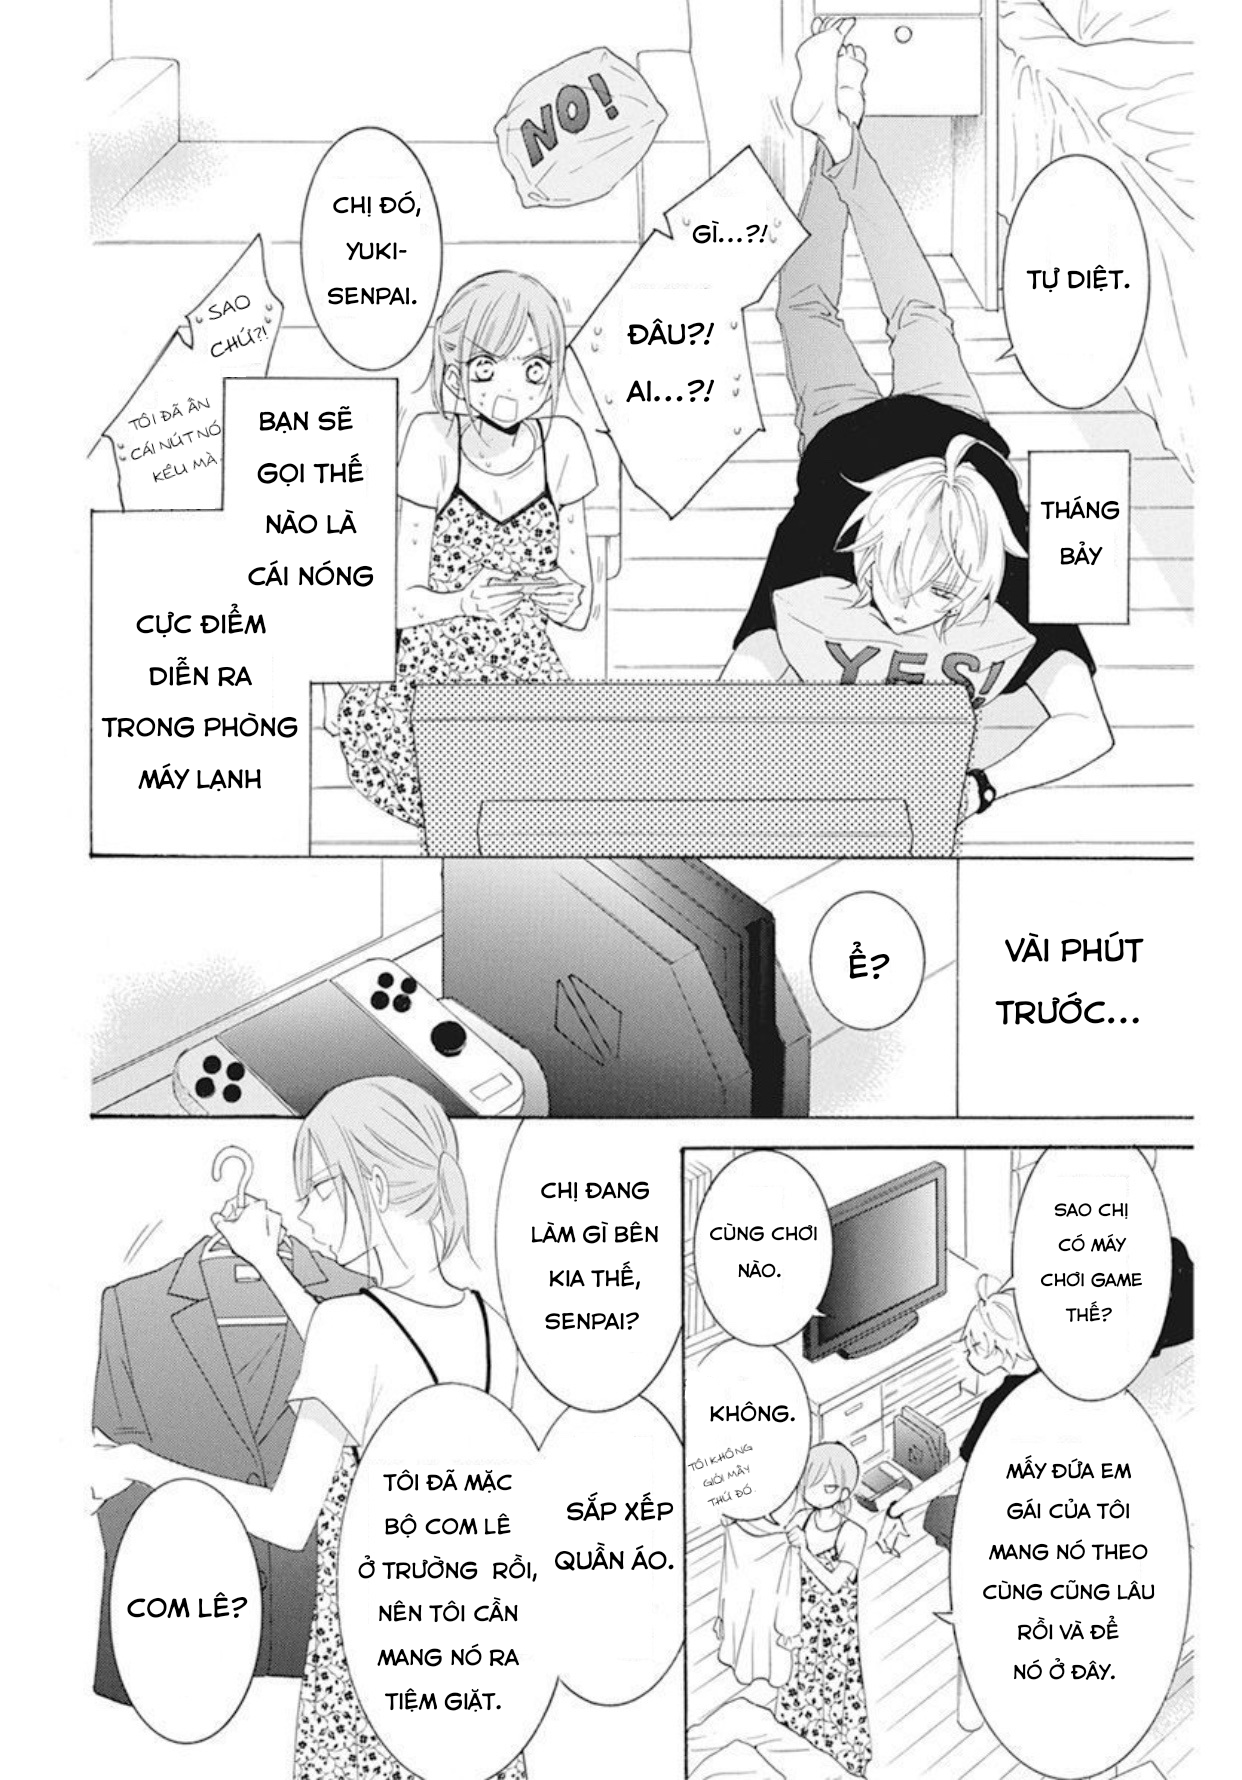 NO!
TỰ DIỆT.
GÌ...?!
ĐÂU?!
AI...?!
CHỊ ĐÓ,
YUKI-
SENPAI.
SAO
CHỨ?!
TÔI ĐÃ ẤN
CÁI NÚT NÓ
KÊU MÀ
THÁNG
BẢY
YES!
BẠN SẼ
GỌI THẾ
NÀO LÀ
CÁI NÓNG
CỰC ĐIỂM
DIỄN RA
TRONG PHÒNG
MÁY LẠNH
VÀI PHÚT
TRƯỚC...
Ể?
SAO CHỊ
CÓ MÁY
CHƠI GAME
THẾ?
MẤY ĐỨA EM
GÁI CỦA TÔI
MANG NÓ THEO
CÙNG CŨNG LÂU
RỒI VÀ ĐỂ
NÓ Ở ĐÂY.
CÙNG CHƠI
NÀO.
KHÔNG.
TÔI KHÔNG
GIỎI MẤY
THỨ ĐÓ.
CHỊ ĐANG
LÀM GÌ BÊN
KIA THẾ,
SENPAI?
SẮP XẾP
QUẦN ÁO.
TÔI ĐÃ MẶC
BỘ COM LÊ
Ở TRƯỜNG RỒI,
NÊN TÔI CẦN
MANG NÓ RA
TIỆM GIẶT.
COM LÊ?